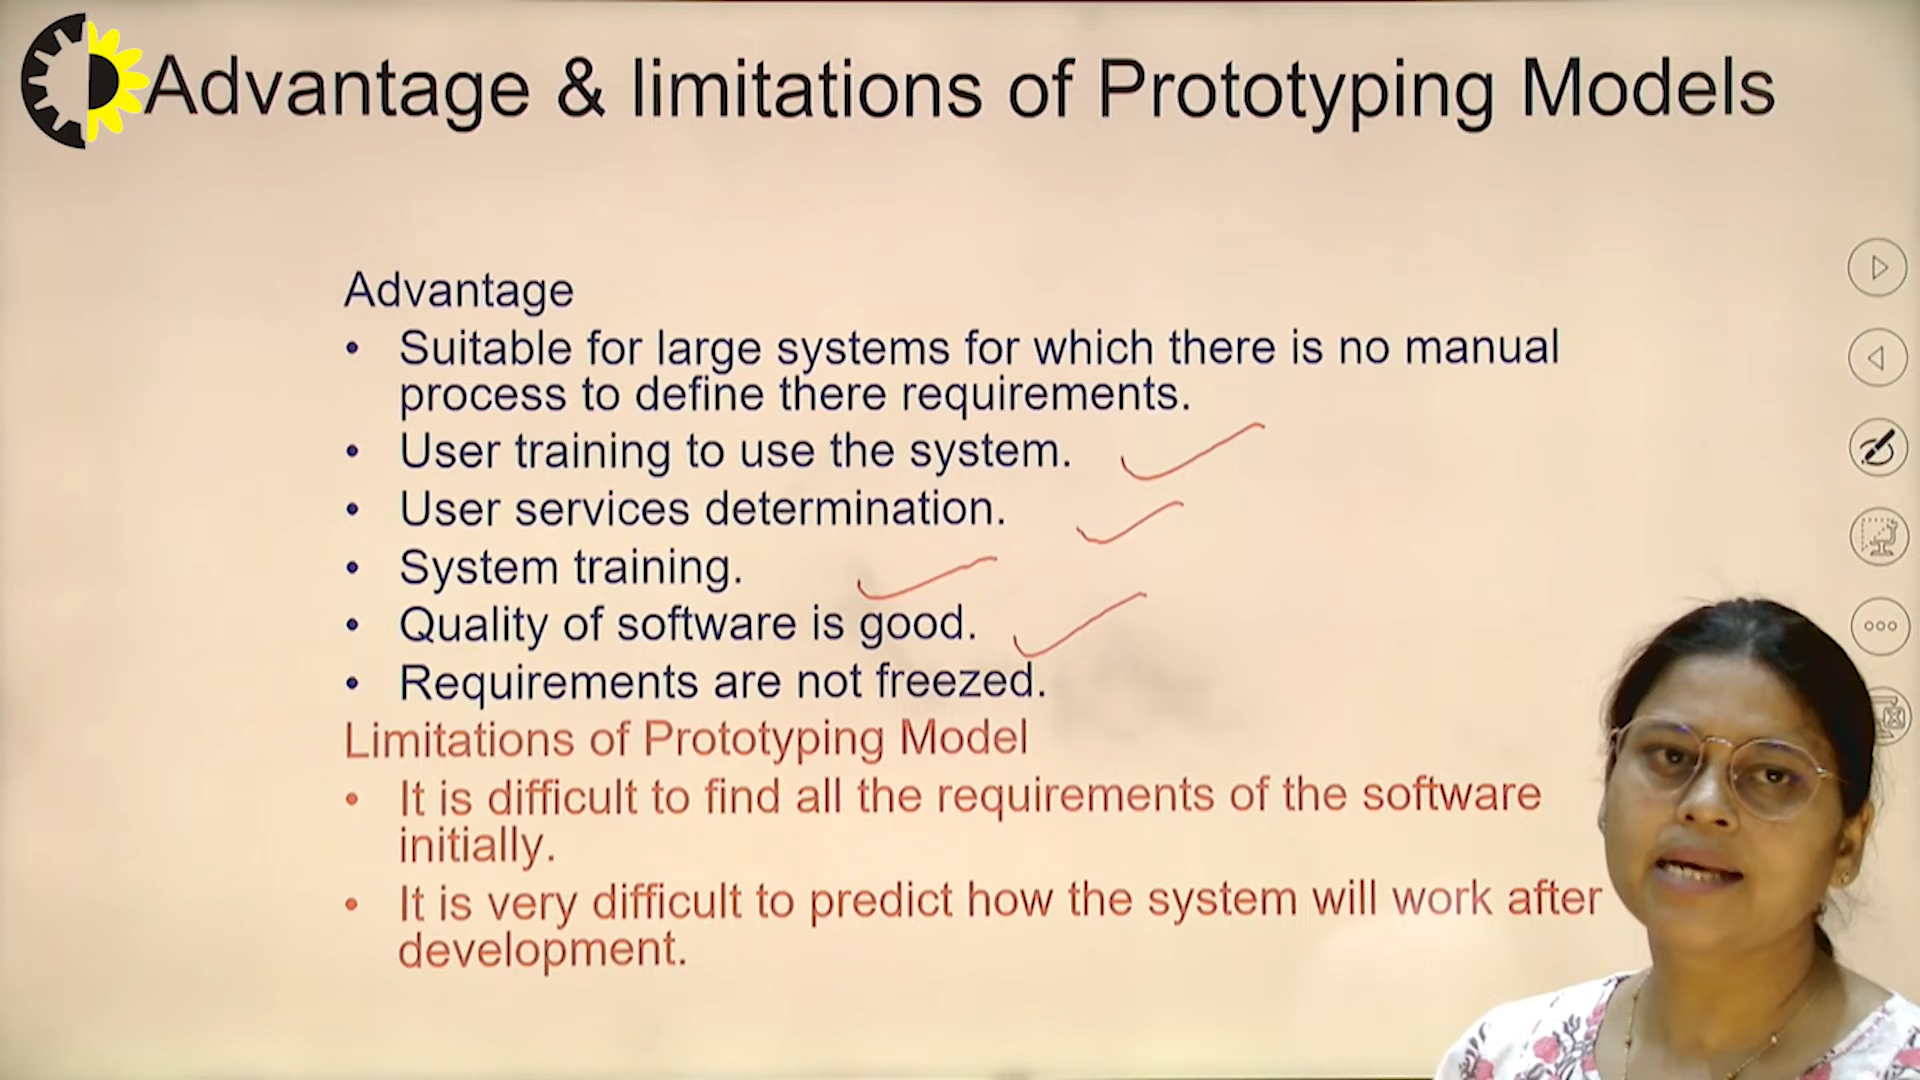 Advantage & limitations of Prototyping Models
Advantage
• Suitable for large systems for which there is no manual
process to define there requirements.
• User training to use the system.
• User services determination.
• System training.
• Quality of software is good.
• Requirements are not freezed.
Limitations of Prototyping Model
• It is difficult to find all the requirements of the software
initially.
• It is very difficult to predict how the system will work after
development.